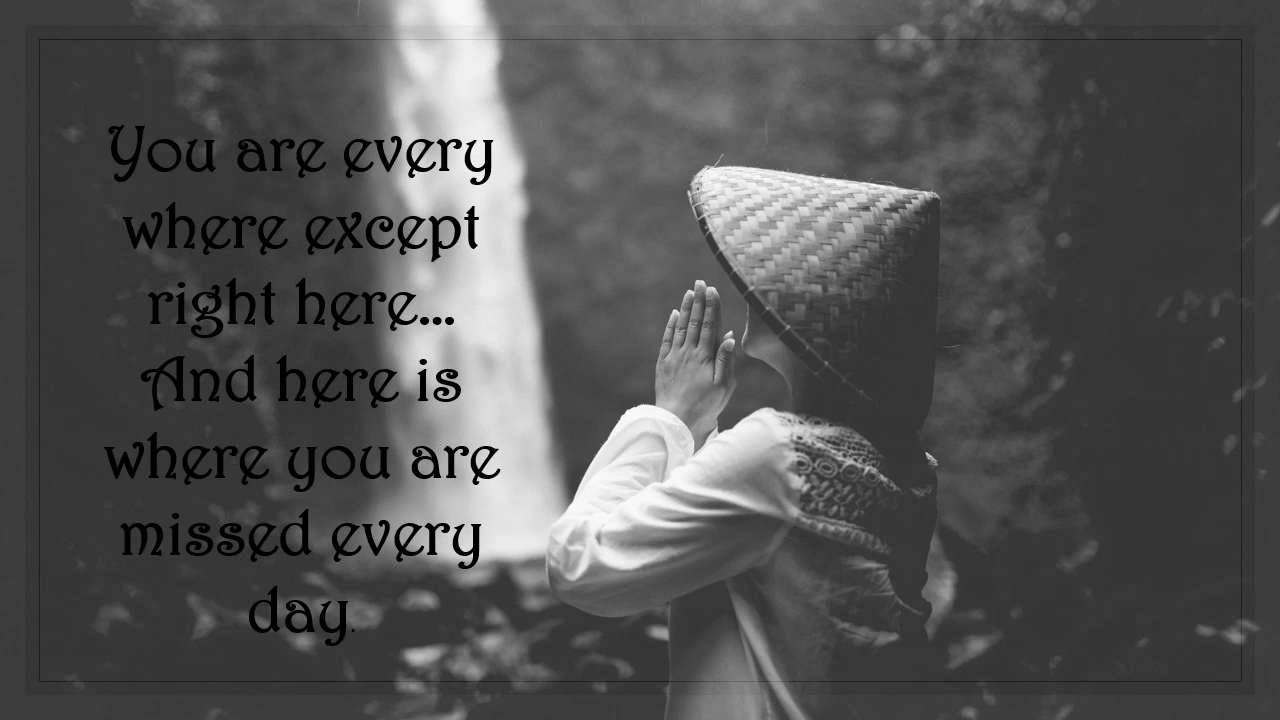 You are every
where except
right here...
And here is
where you are
missed every
day.